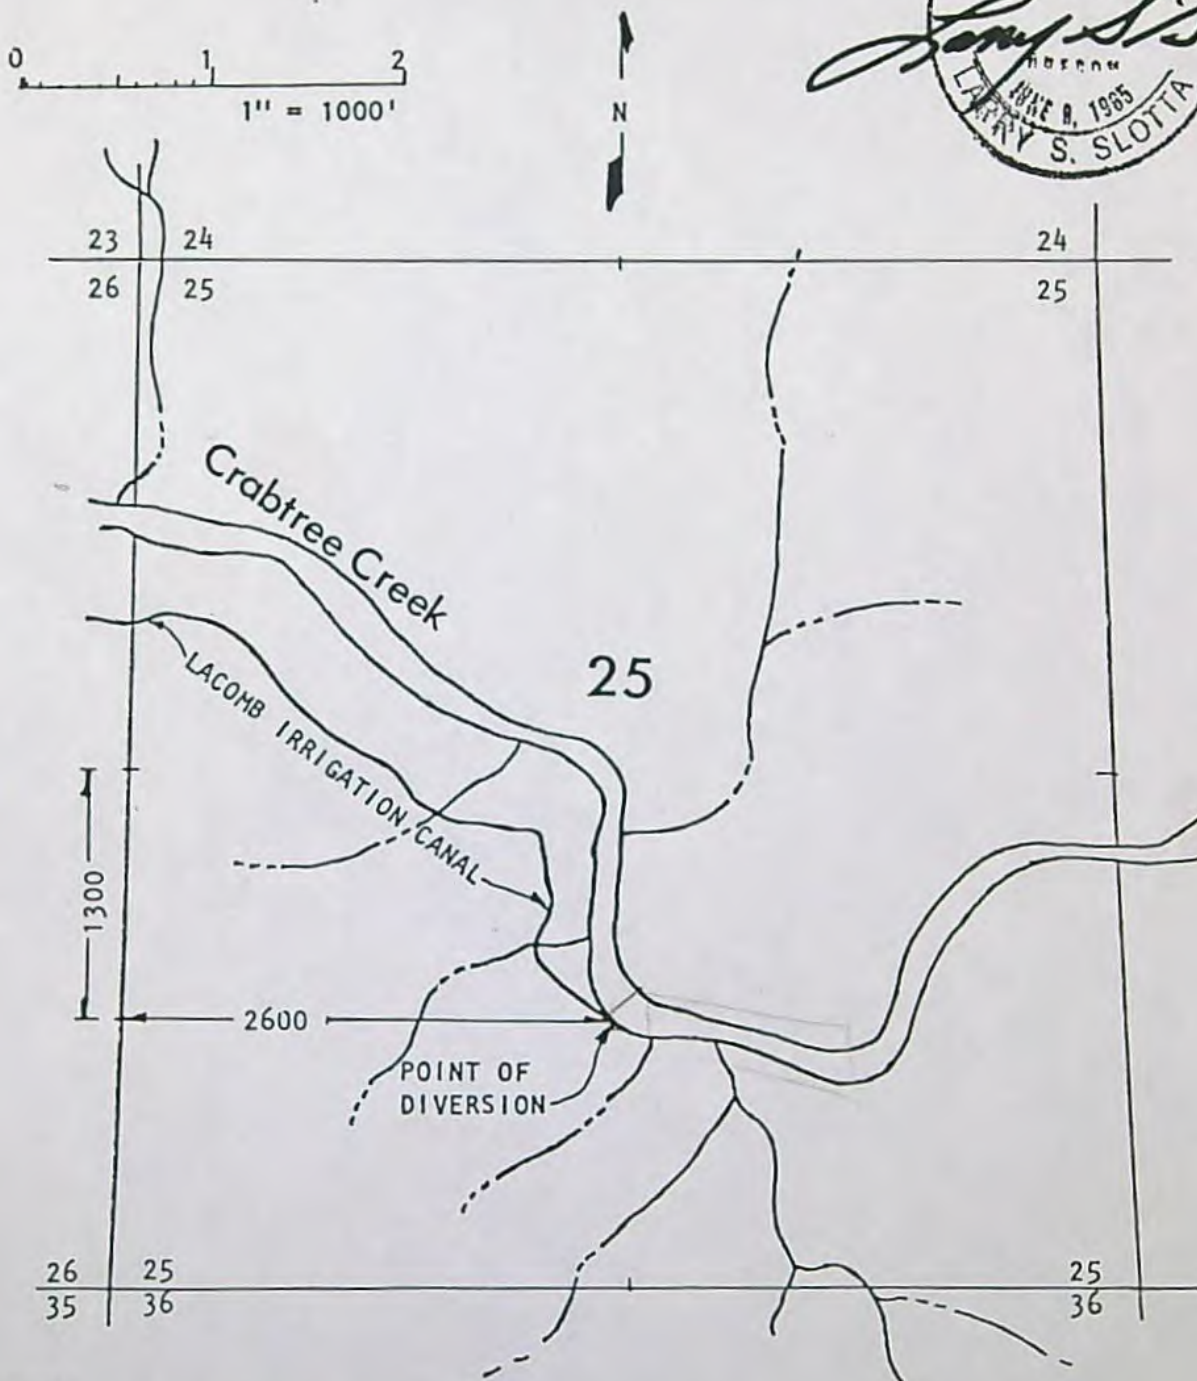 0 1 2
1" = 1000'
N
JUNE 8, 1965
LARRY S. SLOTTA
23 24
26 25
24
25
Crabtree Creek
25
LACOMB IRRIGATION CANAL
1300
2600
POINT OF
DIVERSION
26 25
35 36
25
36